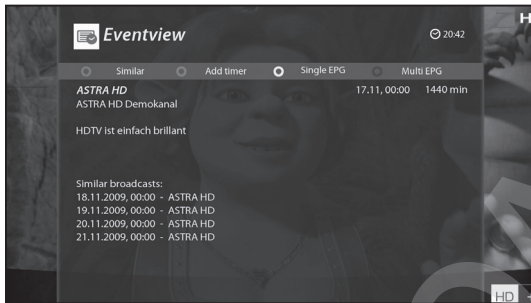 Eventview
20:42
Similar Add timer Single EPG Multi EPG
ASTRA HD 17.11, 00:00 1440 min
ASTRA HD Demokanal
HDTV ist einfach brillant
Similar broadcasts:
18.11.2009, 00:00 - ASTRA HD
19.11.2009, 00:00 - ASTRA HD
20.11.2009, 00:00 - ASTRA HD
21.11.2009, 00:00 - ASTRA HD
HD